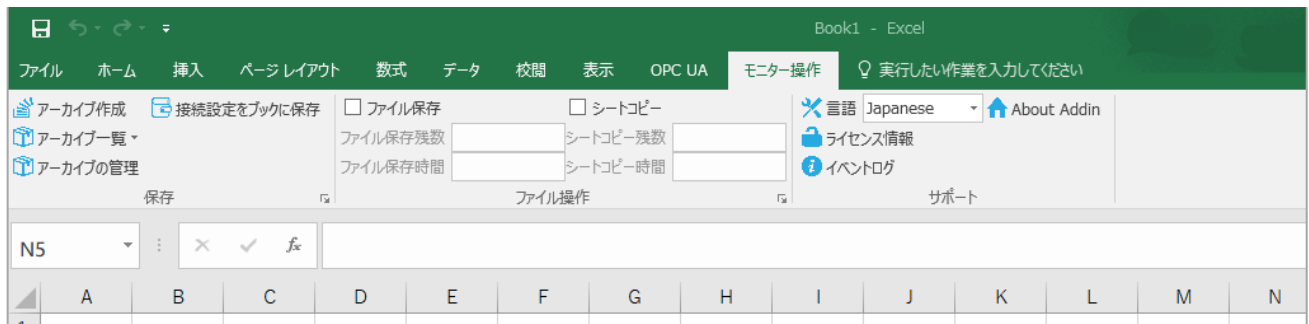 Book1 - Excel
ファイル ホーム 挿入 ページ レイアウト 数式 データ 校閲 表示 OPC UA モニター操作 実行したい作業を入力してください
アーカイブ作成 接続設定をブックに保存 ファイル保存 シートコピー 言語 Japanese About Addin
アーカイブ一覧 ファイル保存残数 シートコピー残数 ライセンス情報
アーカイブの管理 ファイル保存時間 シートコピー時間 イベントログ
保存 ファイル操作 サポート
N5 fx
A B C D E F G H I J K L M N